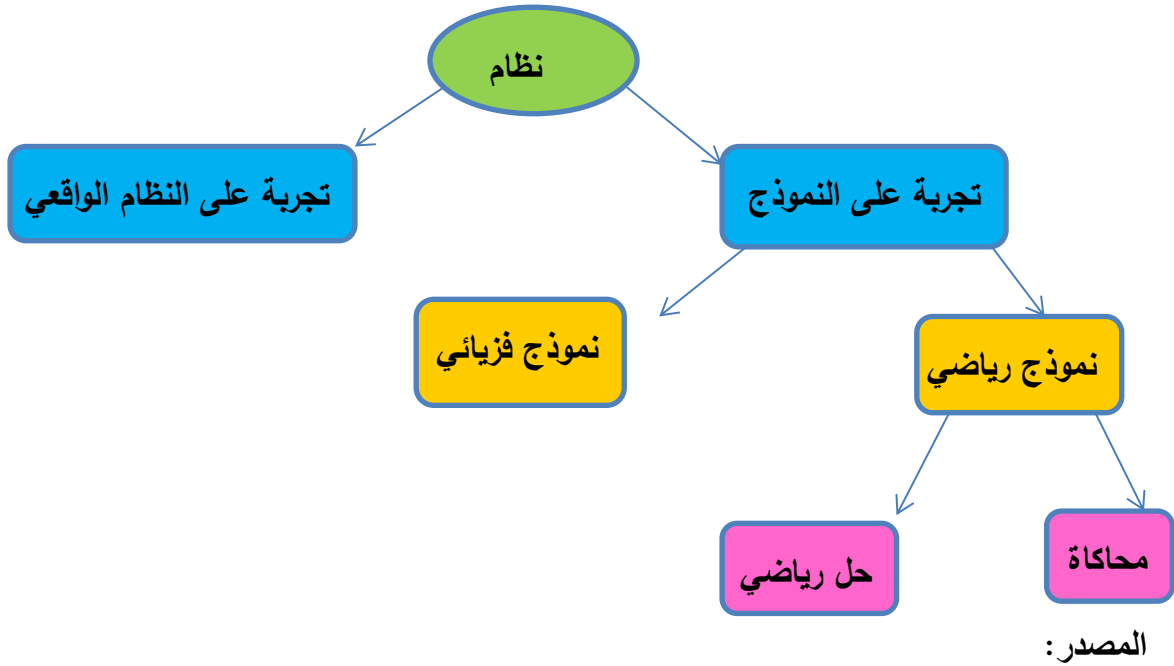 نظام
تجربة على النموذج
تجربة على النظام الواقعي
نموذج فزيائي
نموذج رياضي
محاكاة
حل رياضي
المصدر: